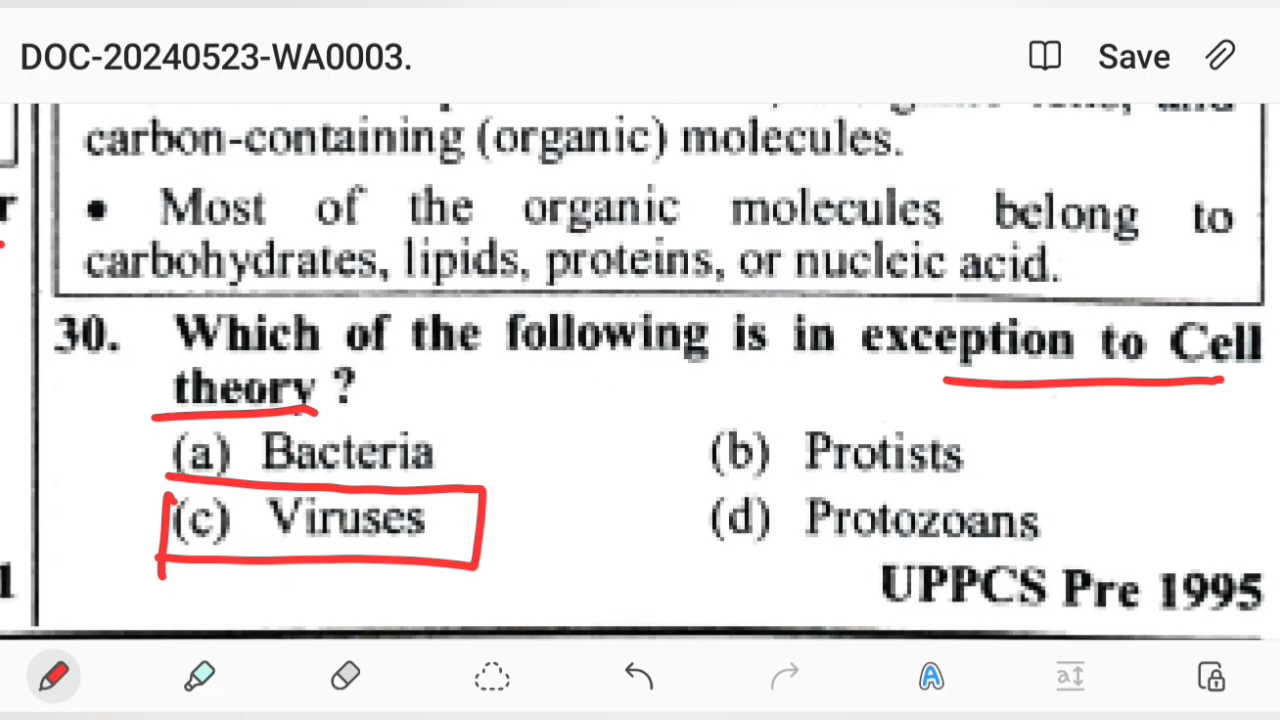 DOC-20240523-WA0003.
Save
carbon-containing (organic) molecules.
• Most of the organic molecules belong to
carbohydrates, lipids, proteins, or nucleic acid.
30. Which of the following is in exception to Cell
theory ?
(a) Bacteria (b) Protists
(c) Viruses (d) Protozoans
UPPCS Pre 1995